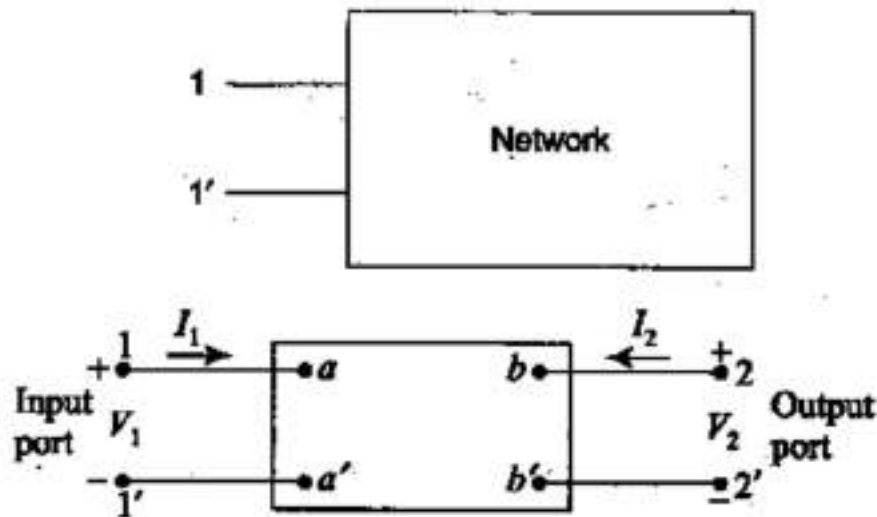 1
Network
1′
I₁ I₂
1 + 2
+ a b
Input port V₁ V₂ Output port
− 1′ a′ b′ − 2′